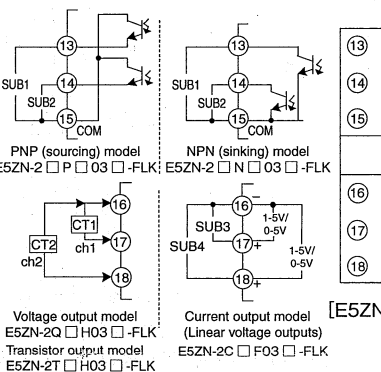 13
SUB1
14
SUB2
15
COM
PNP (sourcing) model
E5ZN-2 □ P □ 03 □ -FLK
13
SUB1
14
SUB2
15
COM
NPN (sinking) model
E5ZN-2 □ N □ 03 □ -FLK
13
14
15
16
CT1
ch1
17
CT2
ch2
18
Voltage output model
E5ZN-2Q □ H03 □ -FLK
Transistor output model
E5ZN-2T □ H03 □ -FLK
16
−
1-5V/
0-5V
SUB3
17
+
SUB4
1-5V/
0-5V
18
+
Current output model
(Linear voltage outputs)
E5ZN-2C □ F03 □ -FLK
16
17
18
[E5ZN